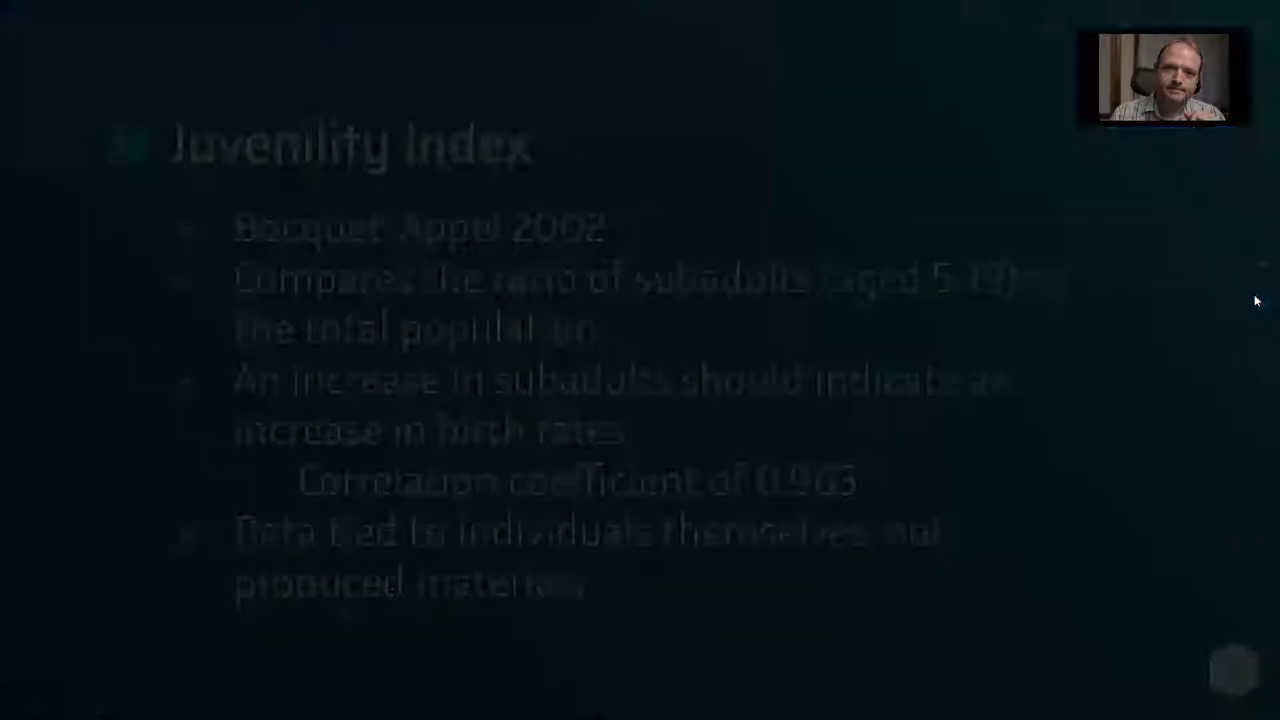 Juvenility Index
Bocquet-Appel 2002
Compares the ratio of subadults (aged 5-19) to
the total population
An increase in subadults should indicate an
increase in birth rates
Correlation coefficient of 0.963
Data tied to individuals themselves, not
produced materials